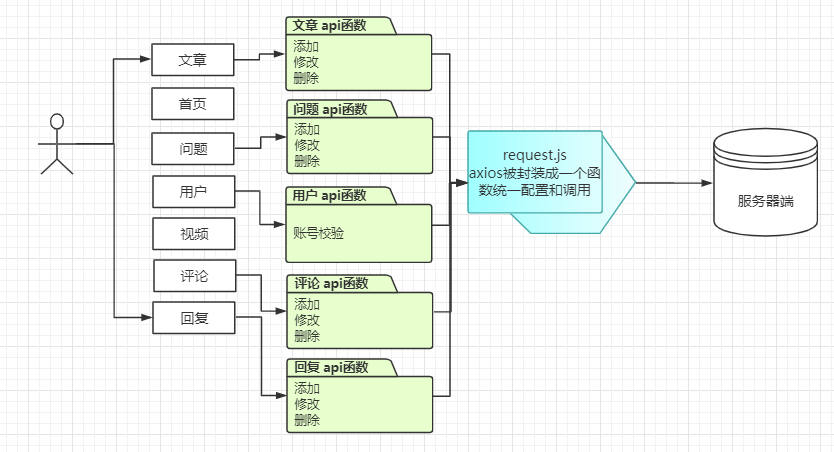 文章
首页
问题
用户
视频
评论
回复
文章 api函数
添加
修改
删除
问题 api函数
添加
修改
删除
用户 api函数
账号校验
评论 api函数
添加
修改
删除
回复 api函数
添加
修改
删除
request.js
axios被封装成一个函
数统一配置和调用
服务器端